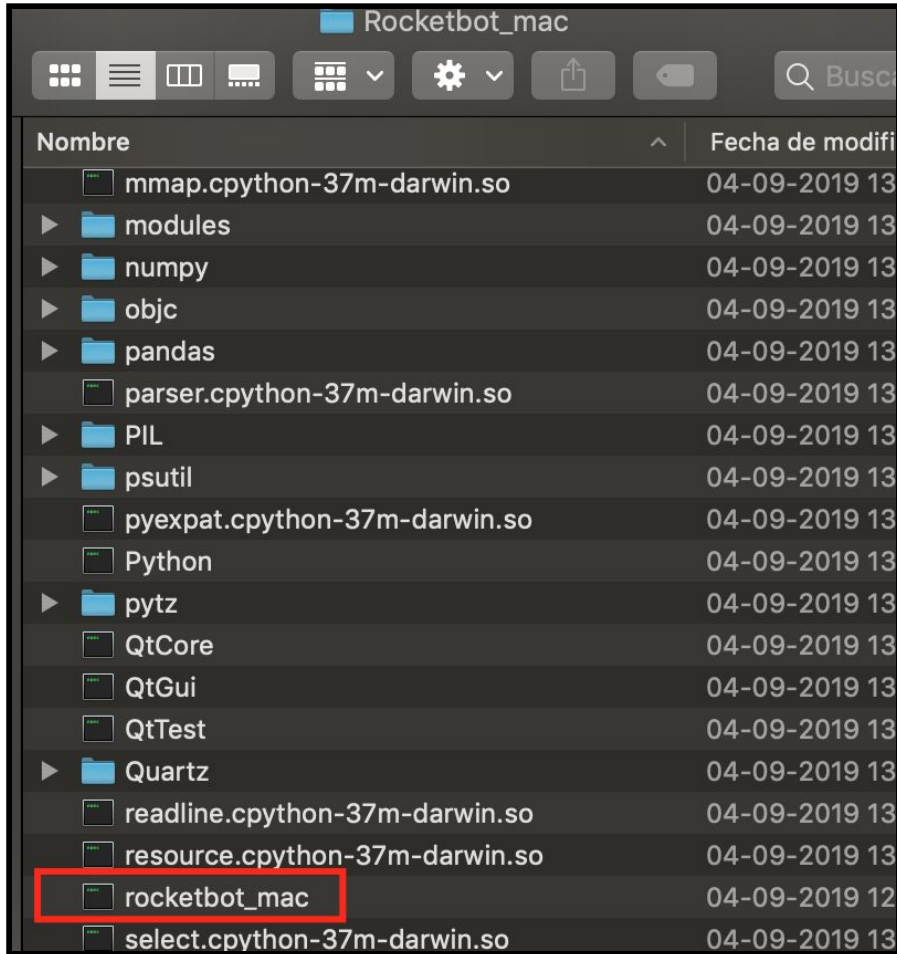 Rocketbot_mac
Busca
Nombre Fecha de modifi
mmap.cpython-37m-darwin.so 04-09-2019 13
modules 04-09-2019 13
numpy 04-09-2019 13
objc 04-09-2019 13
pandas 04-09-2019 13
parser.cpython-37m-darwin.so 04-09-2019 13
PIL 04-09-2019 13
psutil 04-09-2019 13
pyexpat.cpython-37m-darwin.so 04-09-2019 13
Python 04-09-2019 13
pytz 04-09-2019 13
QtCore 04-09-2019 13
QtGui 04-09-2019 13
QtTest 04-09-2019 13
Quartz 04-09-2019 13
readline.cpython-37m-darwin.so 04-09-2019 13
resource.cpython-37m-darwin.so 04-09-2019 13
rocketbot_mac 04-09-2019 12
select.cpython-37m-darwin.so 04-09-2019 13